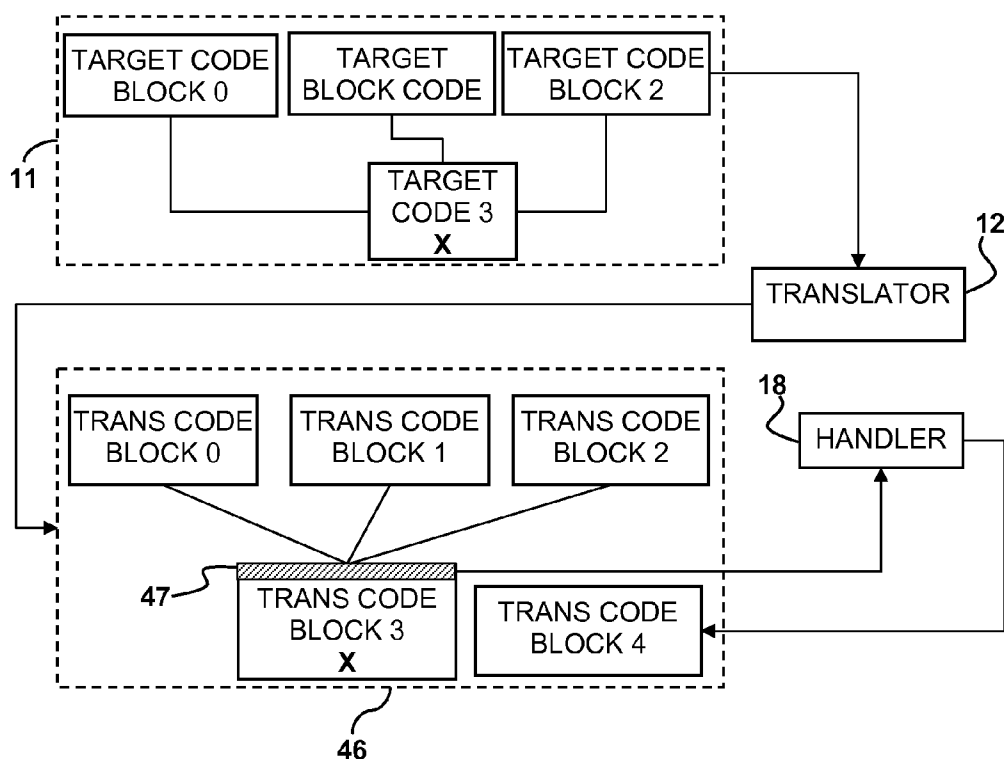 TARGET CODE
BLOCK 0
TARGET
BLOCK CODE
TARGET CODE
BLOCK 2
11
TARGET
CODE 3
X
12
TRANSLATOR
TRANS CODE
BLOCK 0
TRANS CODE
BLOCK 1
TRANS CODE
BLOCK 2
18
HANDLER
47
TRANS CODE
BLOCK 3
X
TRANS CODE
BLOCK 4
46